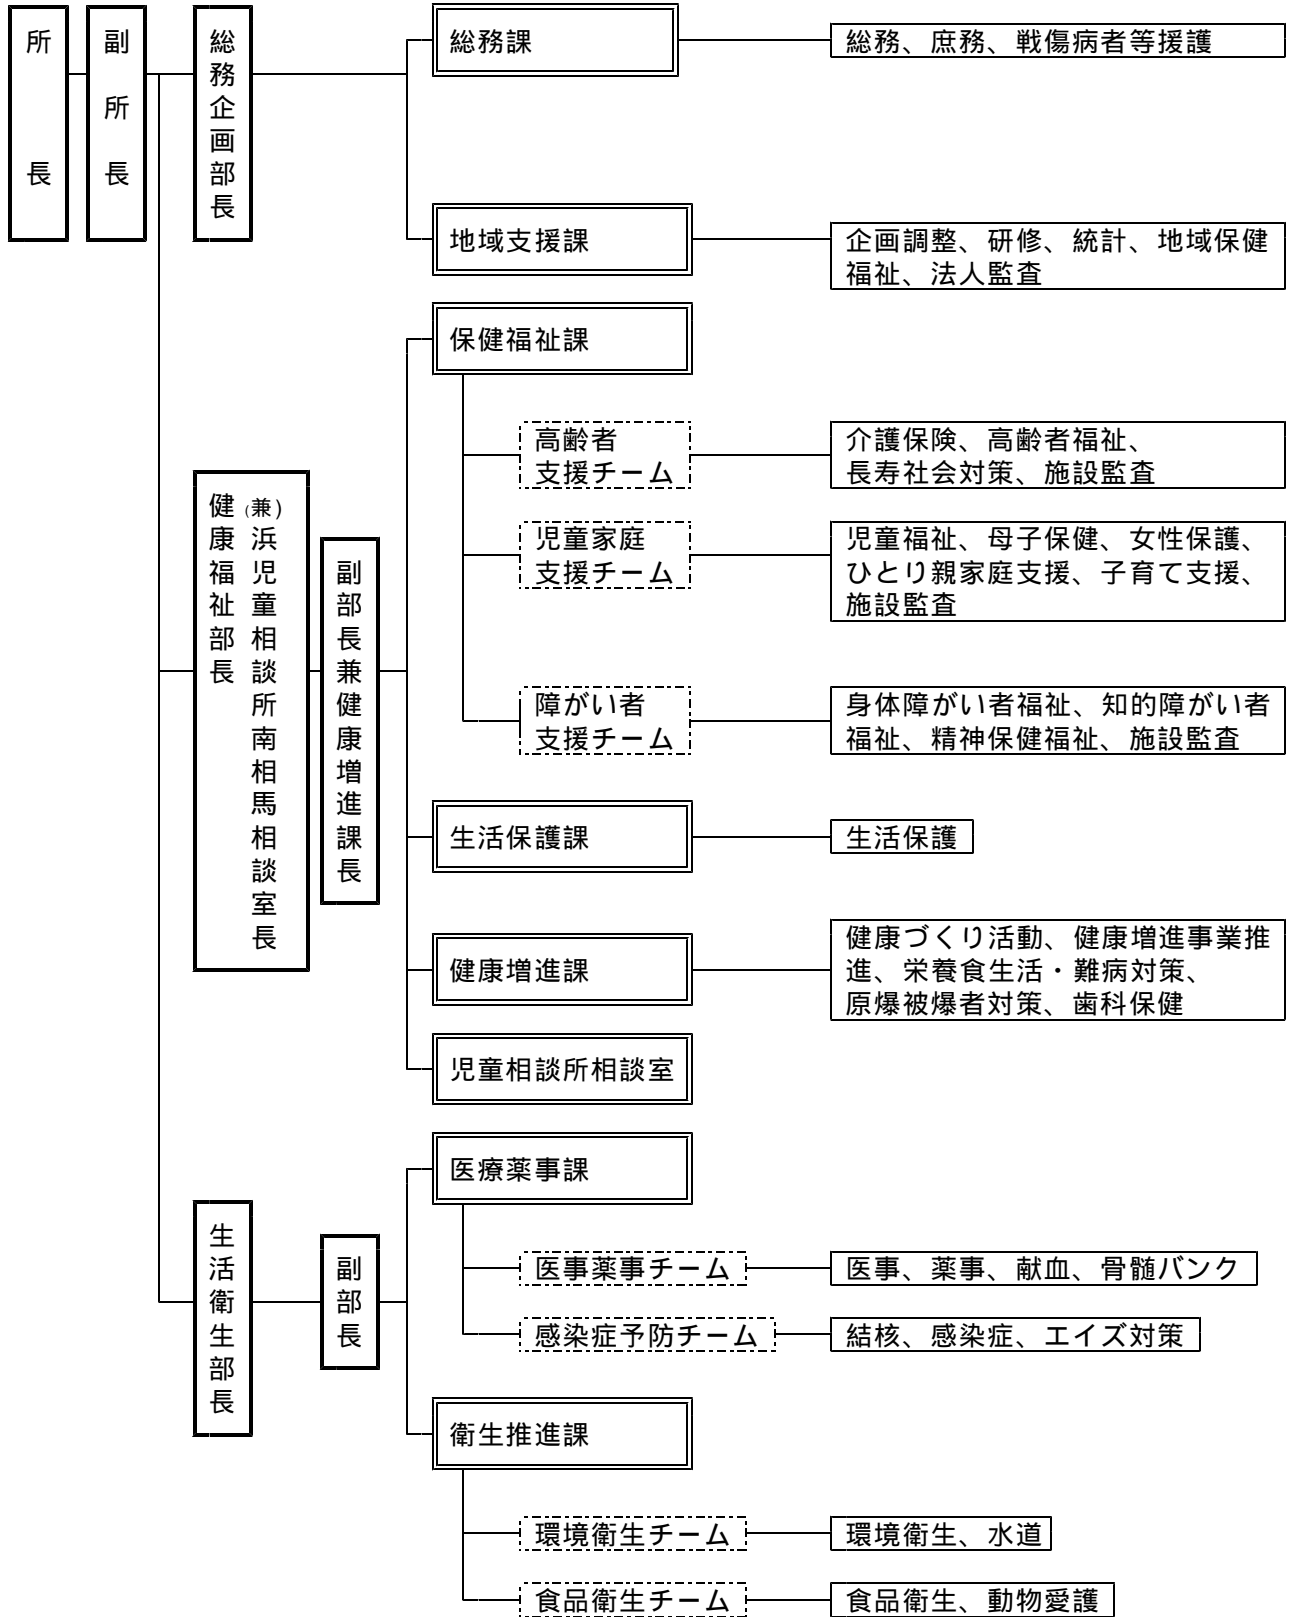 所長
副所長
総務企画部長
総務課
総務、庶務、戦傷病者等援護
地域支援課
企画調整、研修、統計、地域保健
福祉、法人監査
健康福祉部長
(兼)浜児童相談所南相馬相談室長
副部長兼健康増進課長
保健福祉課
高齢者
支援チーム
介護保険、高齢者福祉、
長寿社会対策、施設監査
児童家庭
支援チーム
児童福祉、母子保健、女性保護、
ひとり親家庭支援、子育て支援、
施設監査
障がい者
支援チーム
身体障がい者福祉、知的障がい者
福祉、精神保健福祉、施設監査
生活保護課
生活保護
健康増進課
健康づくり活動、健康増進事業推
進、栄養食生活・難病対策、
原爆被爆者対策、歯科保健
児童相談所相談室
生活衛生部長
副部長
医療薬事課
医事薬事チーム
医事、薬事、献血、骨髄バンク
感染症予防チーム
結核、感染症、エイズ対策
衛生推進課
環境衛生チーム
環境衛生、水道
食品衛生チーム
食品衛生、動物愛護